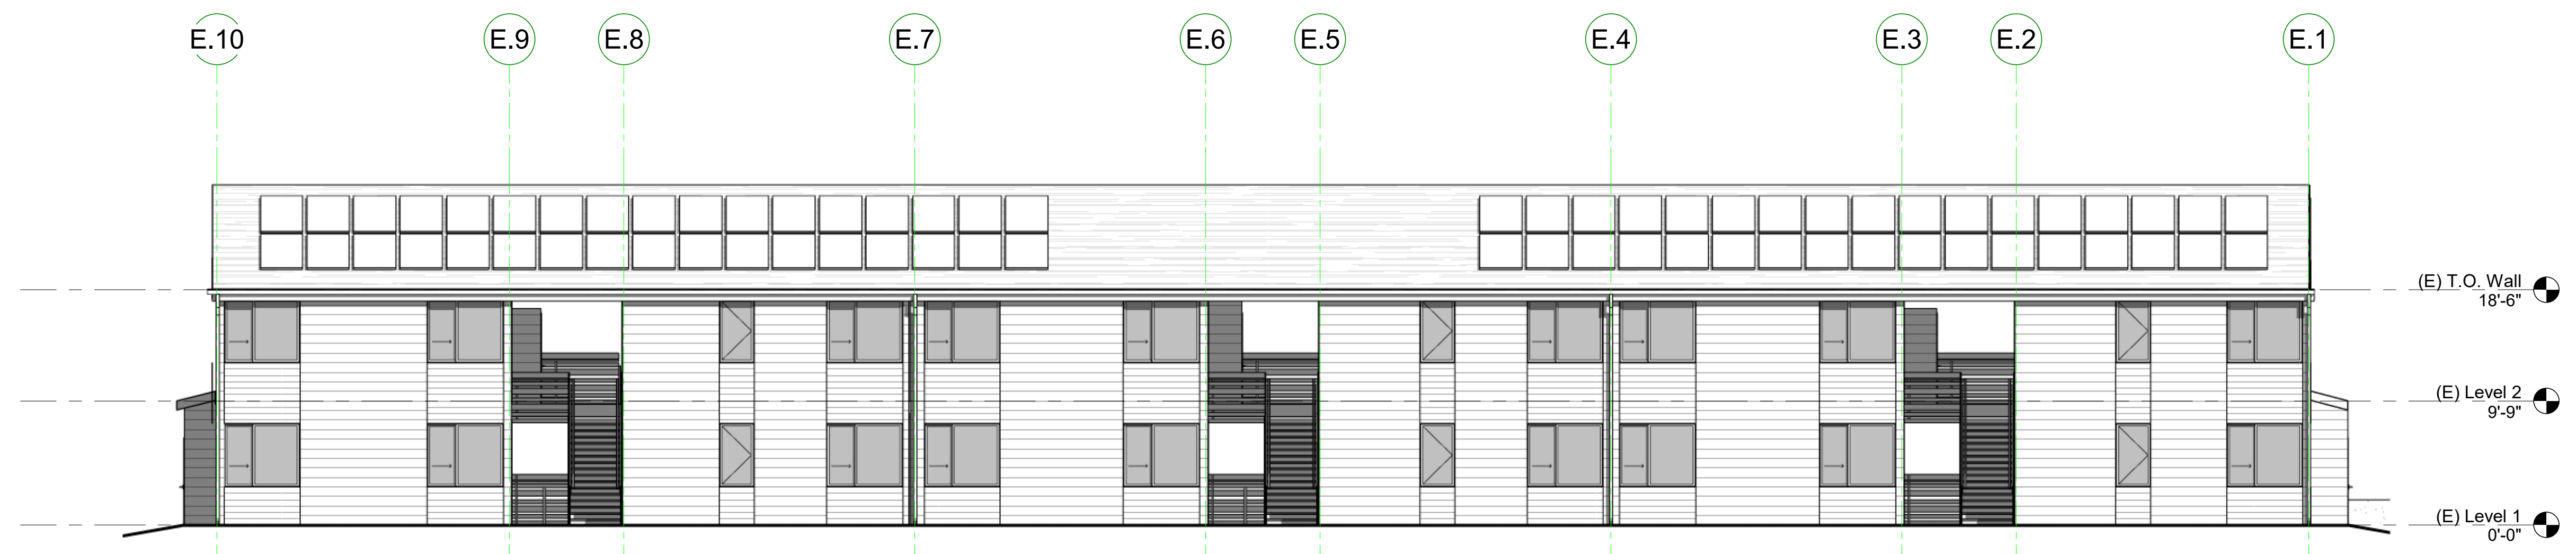 E.10
E.9
E.8
E.7
E.6
E.5
E.4
E.3
E.2
E.1
(E) T.O. Wall
18'-6"
(E) Level 2
9'-9"
(E) Level 1
0'-0"